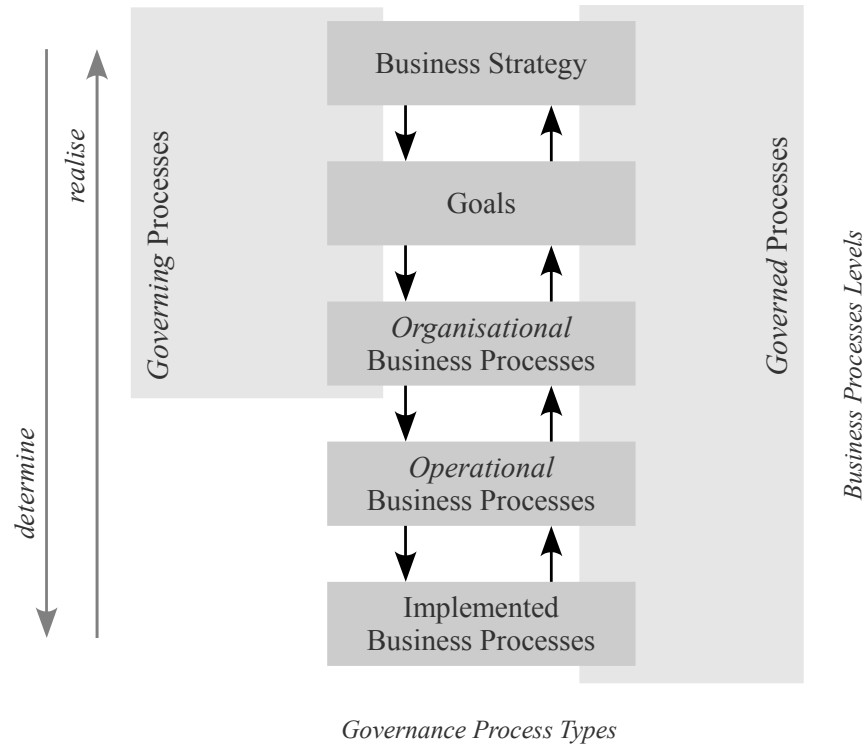 Business Strategy
realise
Governing Processes
Goals
Governed Processes
Business Processes Levels
Organisational
Business Processes
determine
Operational
Business Processes
Implemented
Business Processes
Governance Process Types